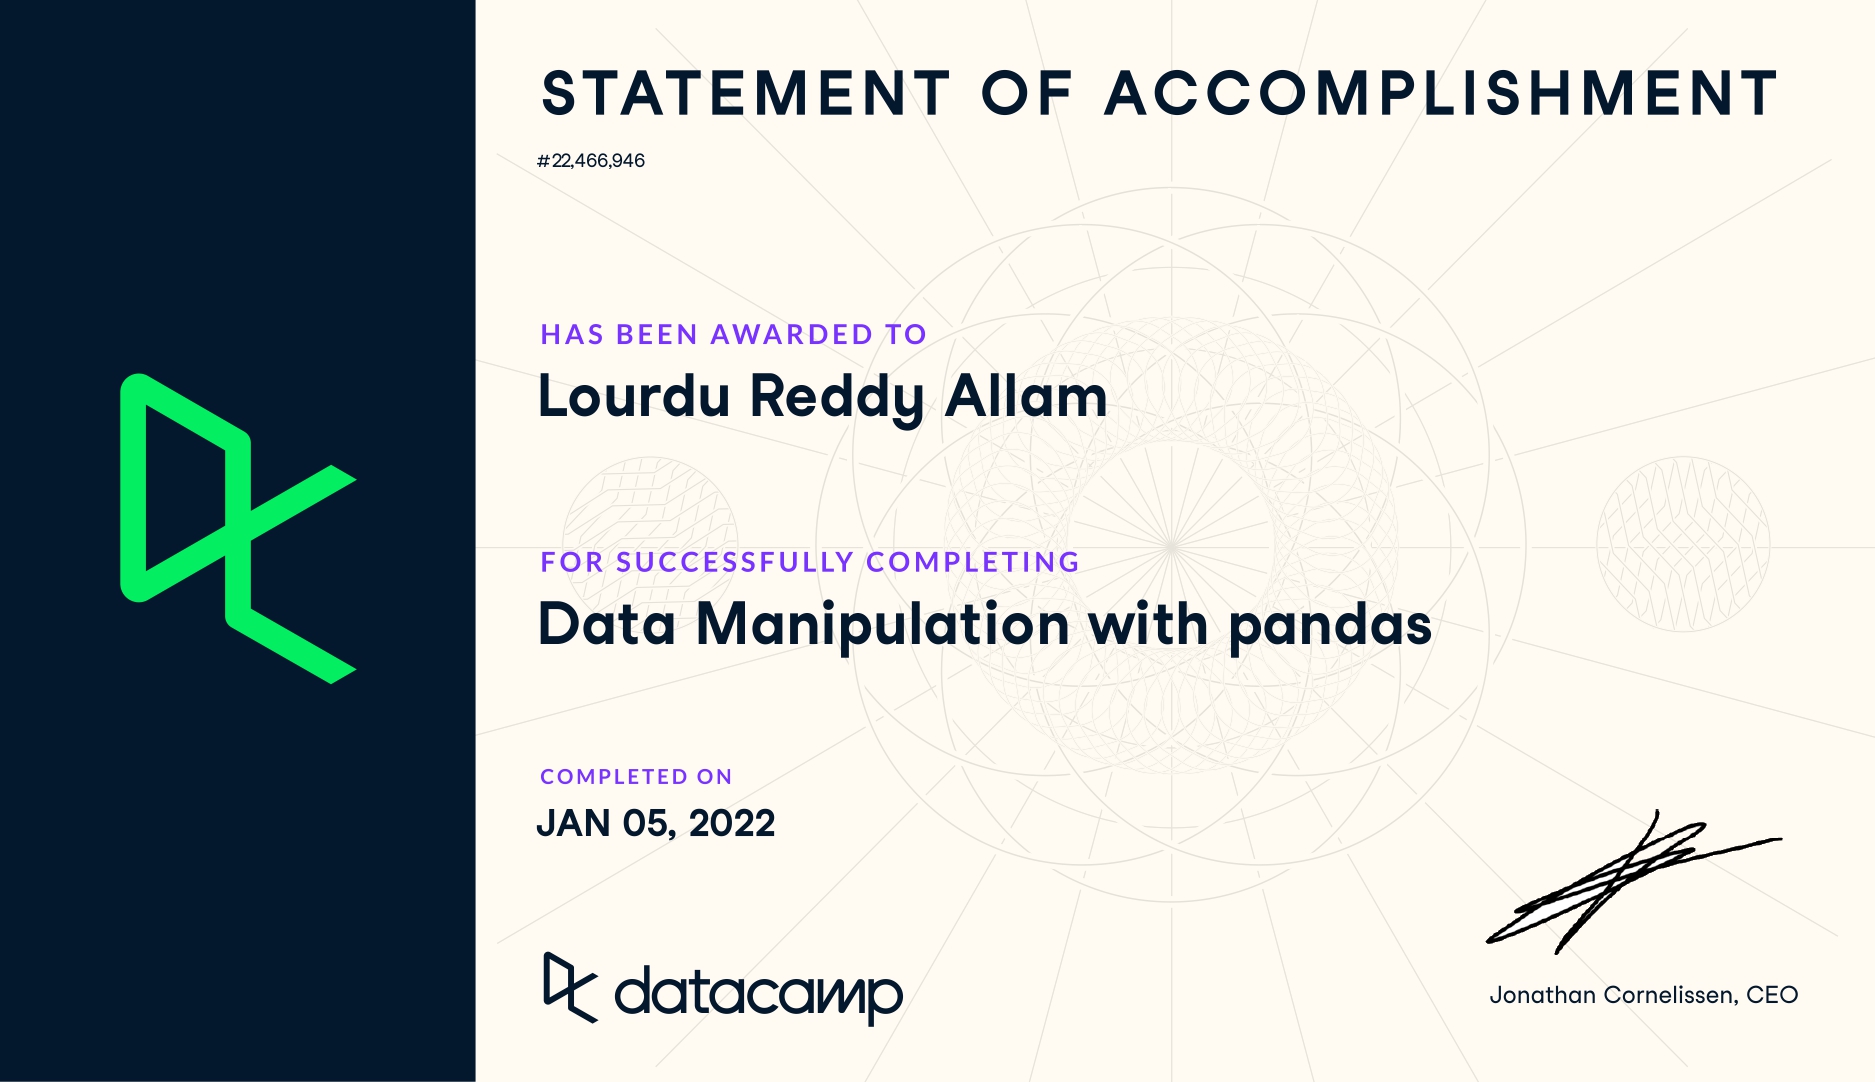 STATEMENT OF ACCOMPLISHMENT
#22,466,946
HAS BEEN AWARDED TO
Lourdu Reddy Allam
FOR SUCCESSFULLY COMPLETING
Data Manipulation with pandas
COMPLETED ON
JAN 05, 2022
datacamp
Jonathan Cornelissen, CEO